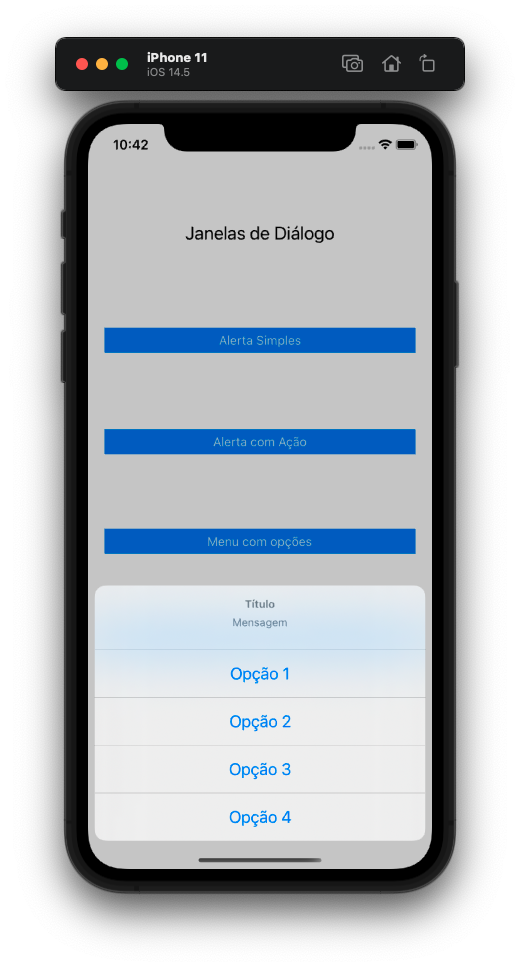 iPhone 11
iOS 14.5
10:42
Janelas de Diálogo
Alerta Simples
Alerta com Ação
Menu com opções
Título
Mensagem
Opção 1
Opção 2
Opção 3
Opção 4